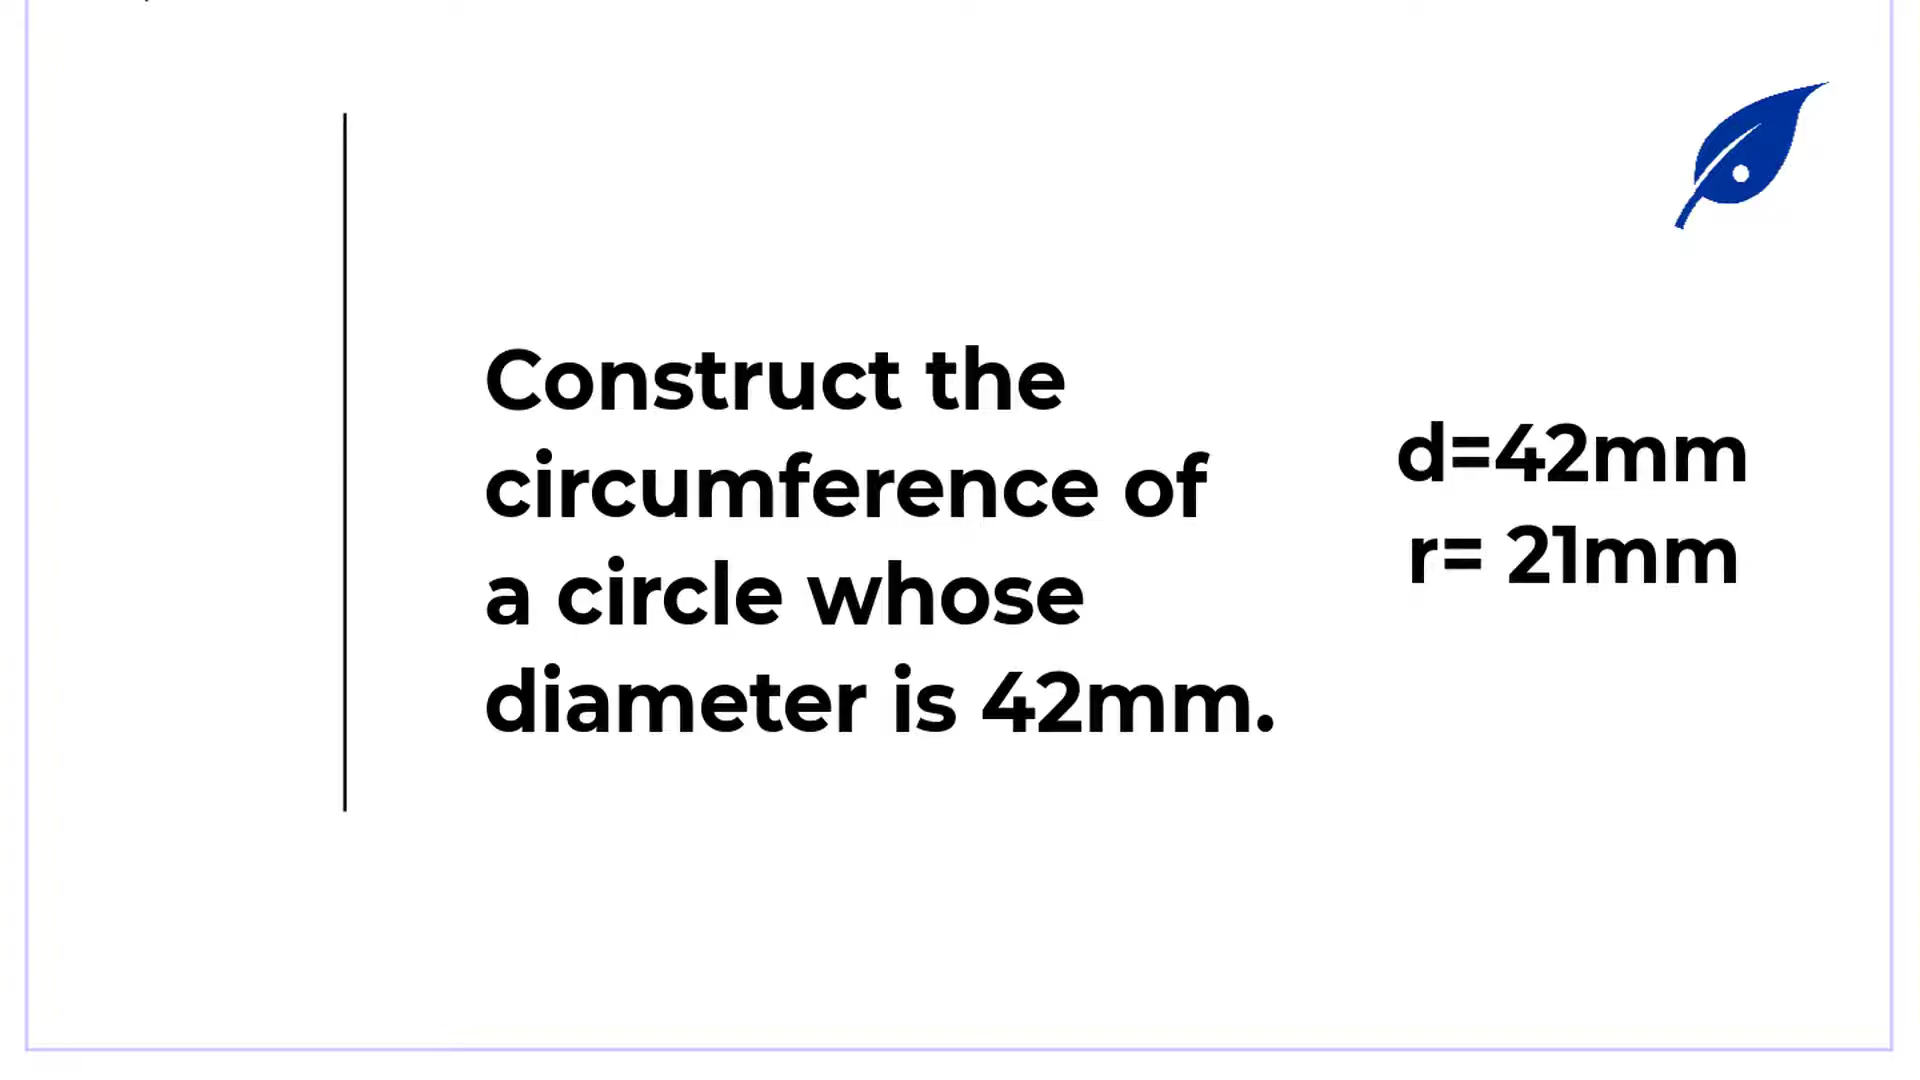 Construct the
circumference of
a circle whose
diameter is 42mm.
d=42mm
r= 21mm